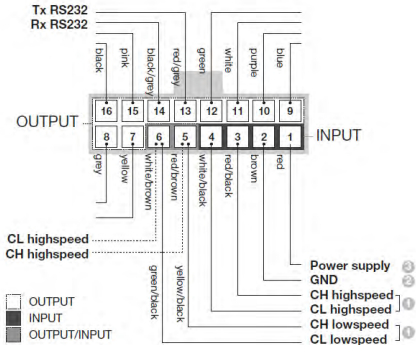 Tx RS232
Rx RS232
black
pink
black/grey
red/grey
green
white
purple
blue
16 15 14 13 12 11 10 9
OUTPUT
INPUT
8 7 6 5 4 3 2 1
grey
yellow
white/brown
red/brown
white/black
red/black
brown
red
CL highspeed
CH highspeed
green/black
yellow/black
Power supply 3
GND 2
CH highspeed
CL highspeed
CH lowspeed
CL lowspeed
OUTPUT
INPUT
OUTPUT/INPUT